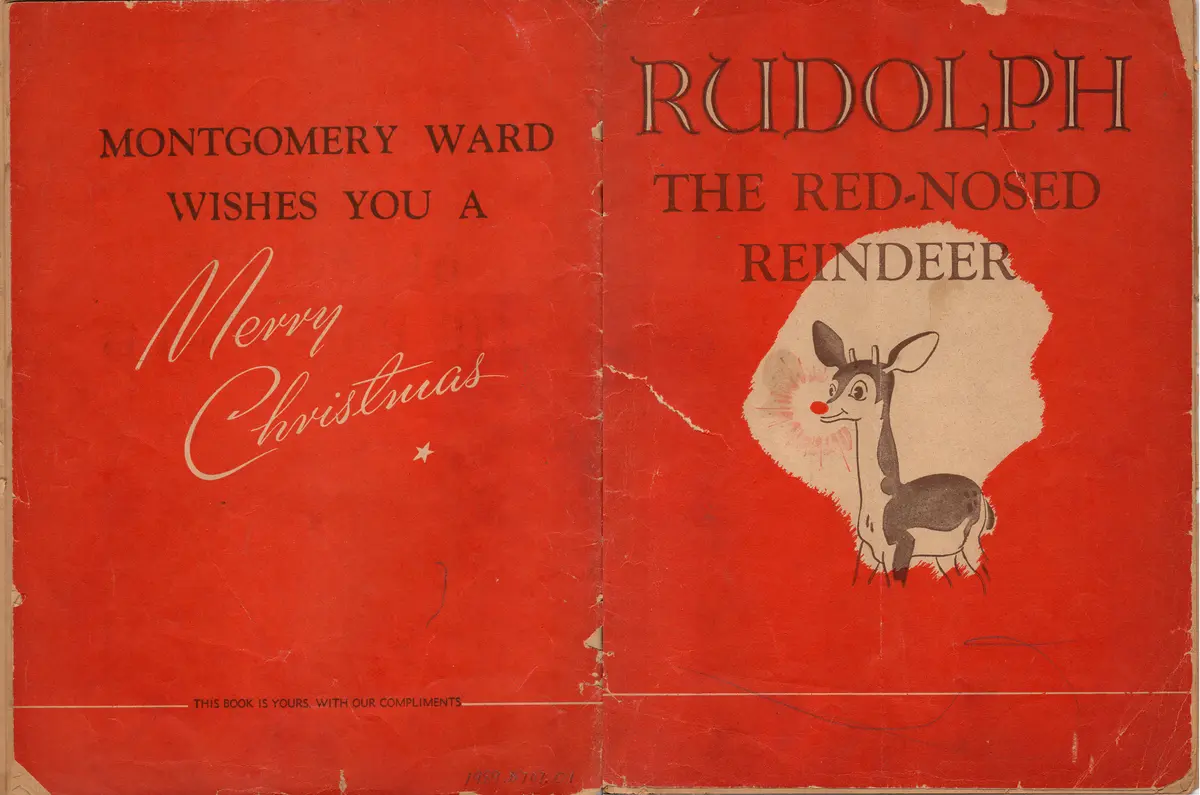 MONTGOMERY WARD
WISHES YOU A
Merry
Christmas
THIS BOOK IS YOURS, WITH OUR COMPLIMENTS
RUDOLPH
THE RED-NOSED
REINDEER